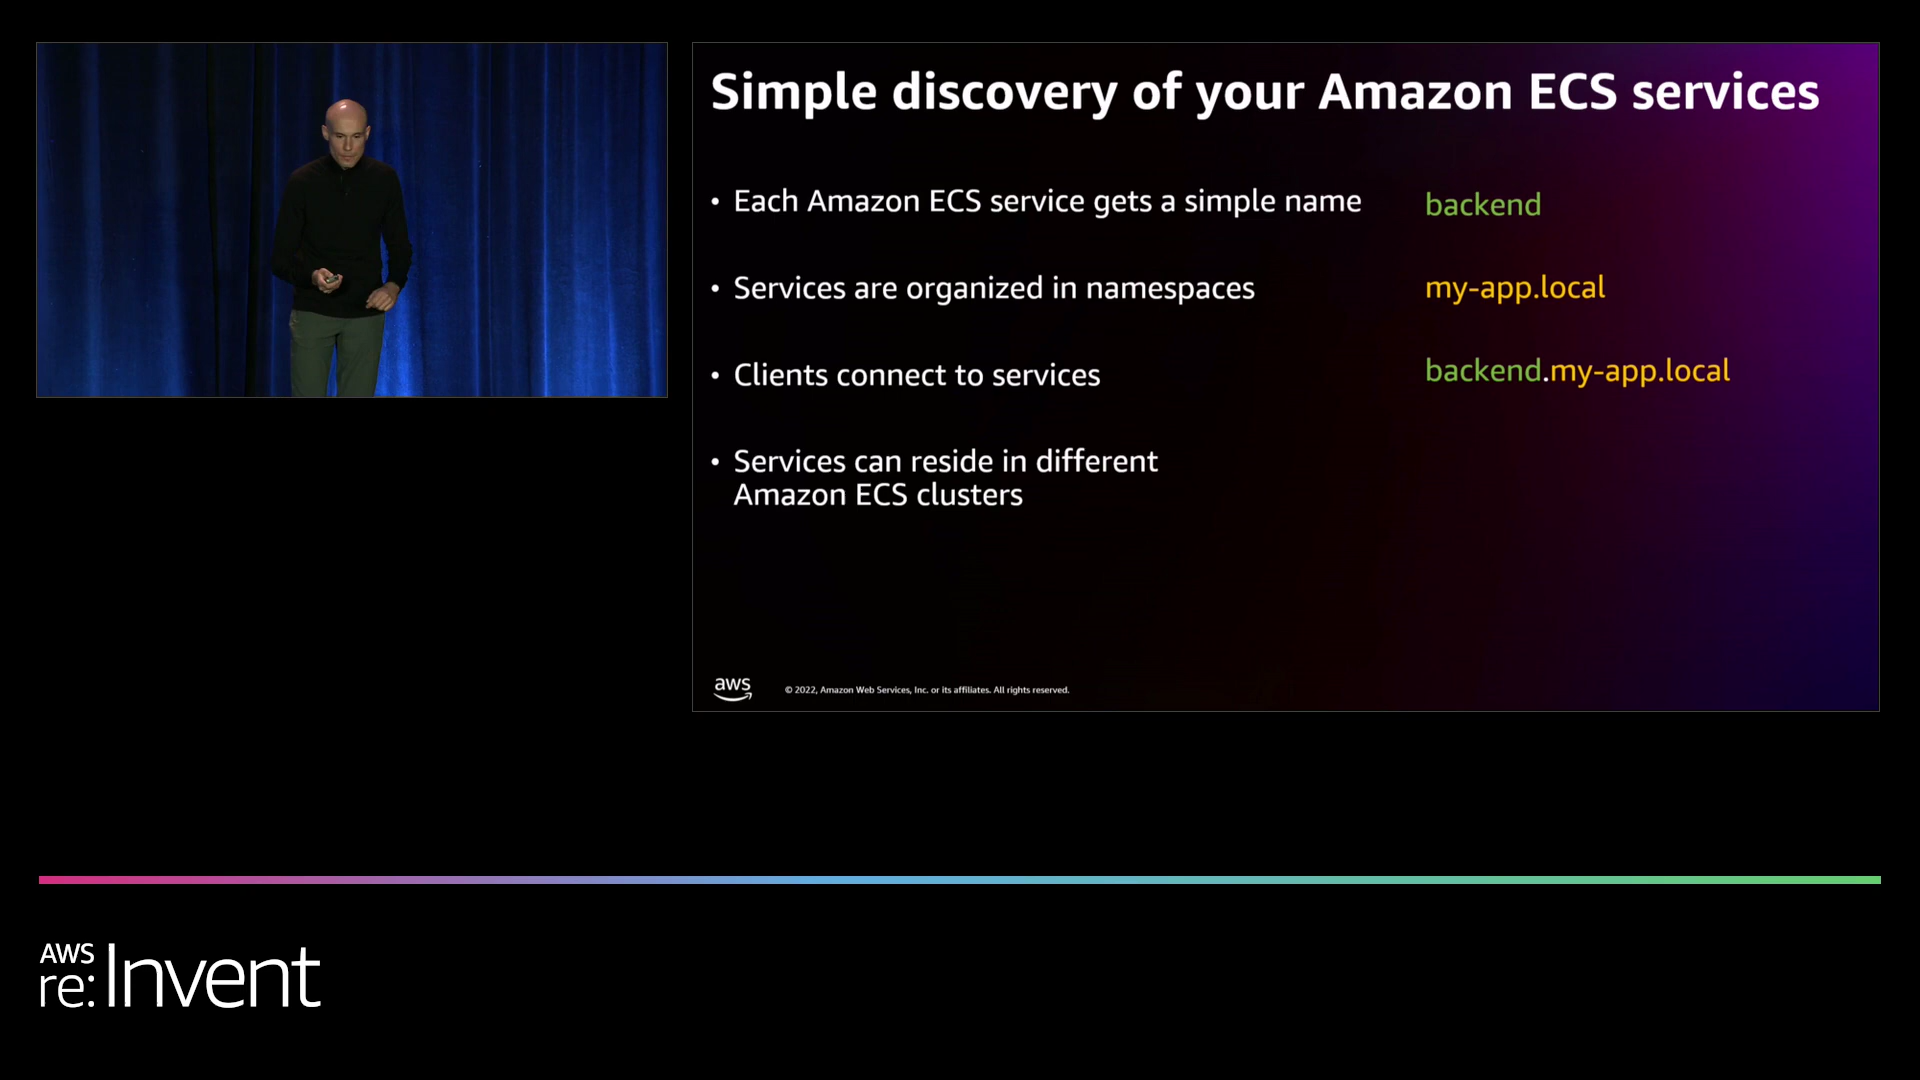 Simple discovery of your Amazon ECS services
• Each Amazon ECS service gets a simple name
backend
• Services are organized in namespaces
my-app.local
• Clients connect to services
backend.my-app.local
• Services can reside in different
Amazon ECS clusters
aws
© 2022, Amazon Web Services, Inc. or its affiliates. All rights reserved.
AWS
re:Invent